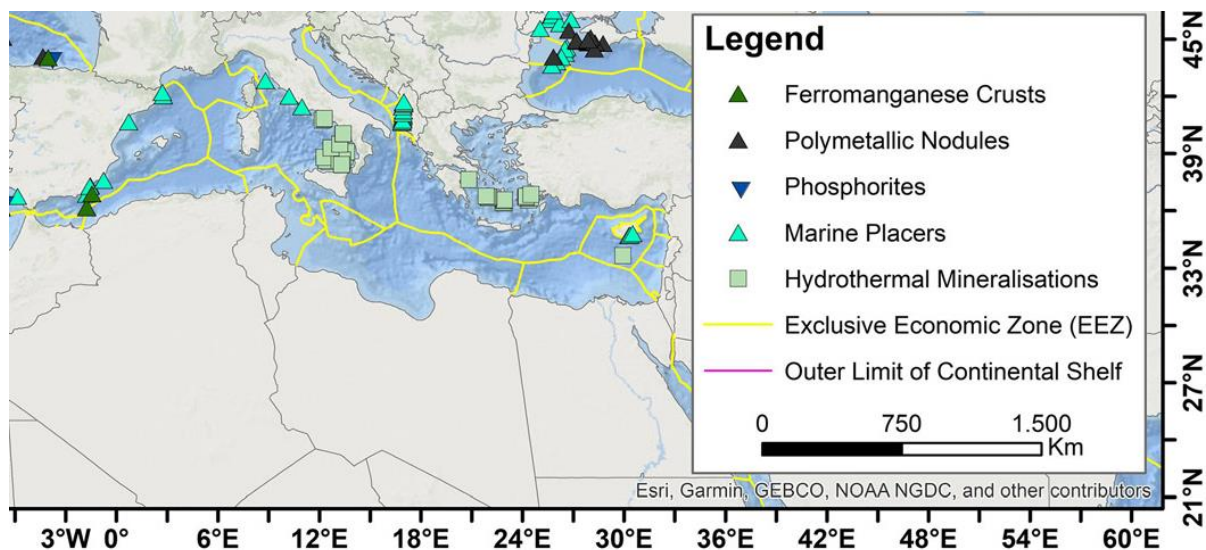 Legend
Ferromanganese Crusts
Polymetallic Nodules
Phosphorites
Marine Placers
Hydrothermal Mineralisations
Exclusive Economic Zone (EEZ)
Outer Limit of Continental Shelf
0 750 1.500
Km
Esri, Garmin, GEBCO, NOAA NGDC, and other contributors
45°N
39°N
33°N
27°N
21°N
3°W 0° 6°E 12°E 18°E 24°E 30°E 36°E 42°E 48°E 54°E 60°E